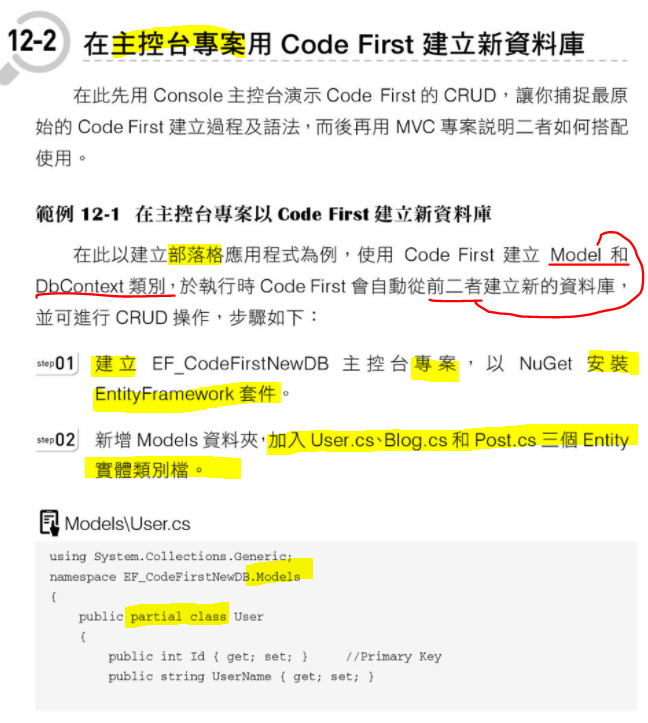 12-2 在主控台專案用 Code First 建立新資料庫
在此先用 Console 主控台演示 Code First 的 CRUD，讓你捕捉最原
始的 Code First 建立過程及語法，而後再用 MVC 專案說明二者如何搭配
使用。
範例 12-1 在主控台專案以 Code First 建立新資料庫
在此以建立部落格應用程式為例，使用 Code First 建立 Model 和
DbContext 類別，於執行時 Code First 會自動從前二者建立新的資料庫，
並可進行 CRUD 操作，步驟如下：
step01 建立 EF_CodeFirstNewDB 主控台專案，以 NuGet 安裝
EntityFramework 套件。
step02 新增 Models 資料夾，加入 User.cs、Blog.cs 和 Post.cs 三個 Entity
實體類別檔。
Models\User.cs
using System.Collections.Generic;
namespace EF_CodeFirstNewDB.Models
{
public partial class User
{
public int Id { get; set; } //Primary Key
public string UserName { get; set; }